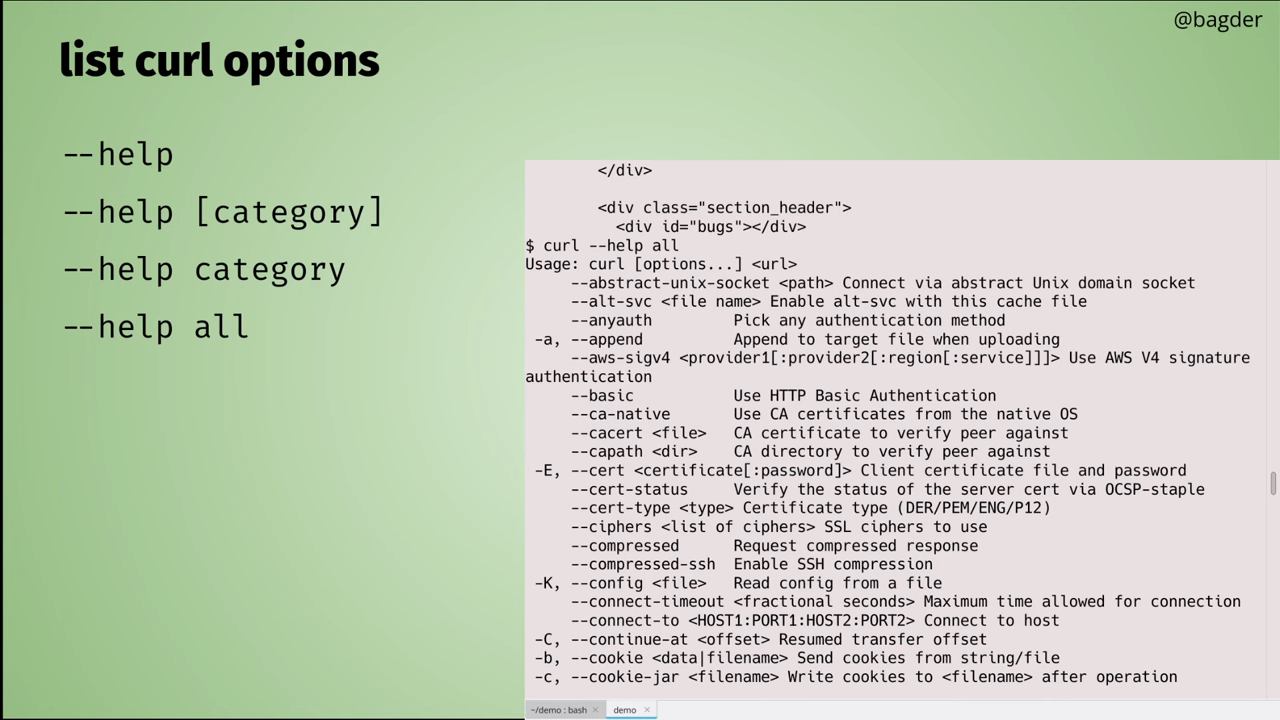 @bagder
list curl options
--help
--help [category]
--help category
--help all
</div>
<div class="section_header">
<div id="bugs"></div>
$ curl --help all
Usage: curl [options...] <url>
--abstract-unix-socket <path> Connect via abstract Unix domain socket
--alt-svc <file name> Enable alt-svc with this cache file
--anyauth Pick any authentication method
-a, --append Append to target file when uploading
--aws-sigv4 <provider1[:provider2[:region[:service]]]> Use AWS V4 signature
authentication
--basic Use HTTP Basic Authentication
--ca-native Use CA certificates from the native OS
--cacert <file> CA certificate to verify peer against
--capath <dir> CA directory to verify peer against
-E, --cert <certificate[:password]> Client certificate file and password
--cert-status Verify the status of the server cert via OCSP-staple
--cert-type <type> Certificate type (DER/PEM/ENG/P12)
--ciphers <list of ciphers> SSL ciphers to use
--compressed Request compressed response
--compressed-ssh Enable SSH compression
-K, --config <file> Read config from a file
--connect-timeout <fractional seconds> Maximum time allowed for connection
--connect-to <HOST1:PORT1:HOST2:PORT2> Connect to host
-C, --continue-at <offset> Resumed transfer offset
-b, --cookie <data|filename> Send cookies from string/file
-c, --cookie-jar <filename> Write cookies to <filename> after operation
~/demo : bash × demo ×